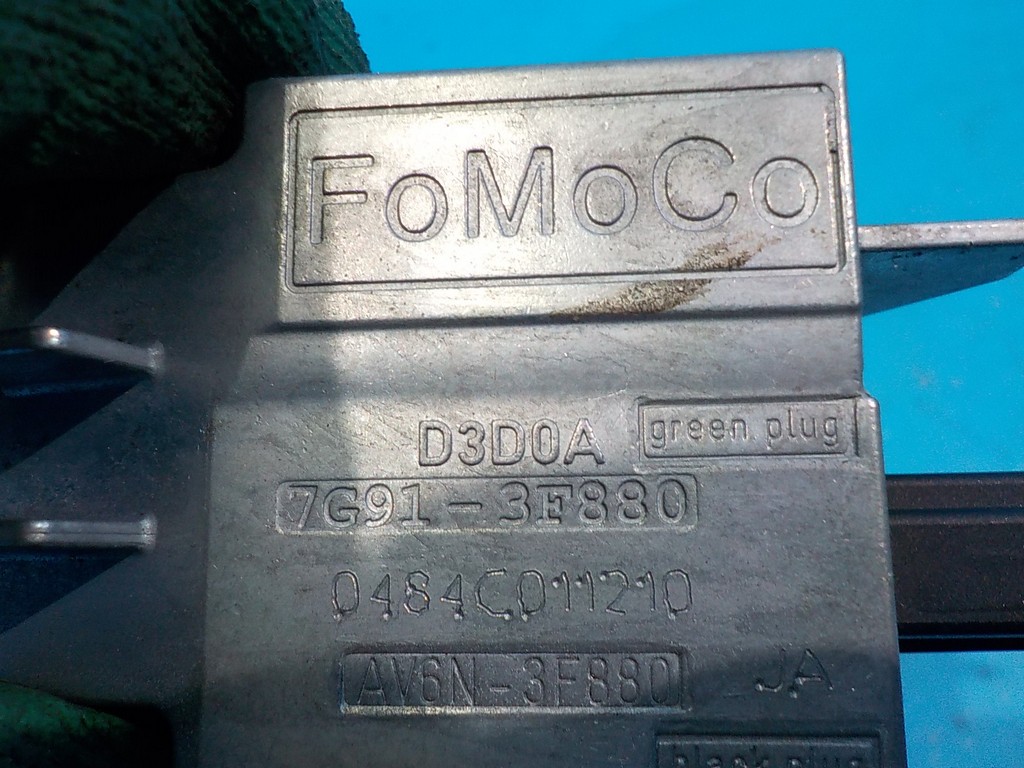 FoMoCo
D3D0A green plug
7G91-3F880
0484C011210
AV6N-3F880 JA